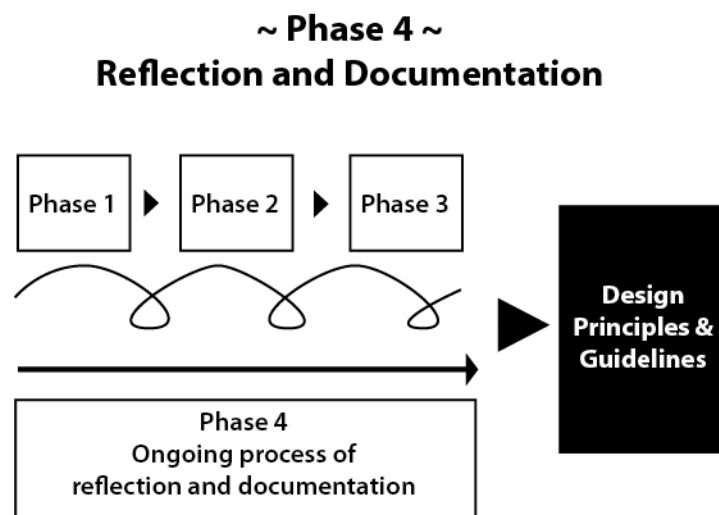 ~ Phase 4 ~
Reflection and Documentation
Phase 1
Phase 2
Phase 3
Design
Principles &
Guidelines
Phase 4
Ongoing process of
reflection and documentation